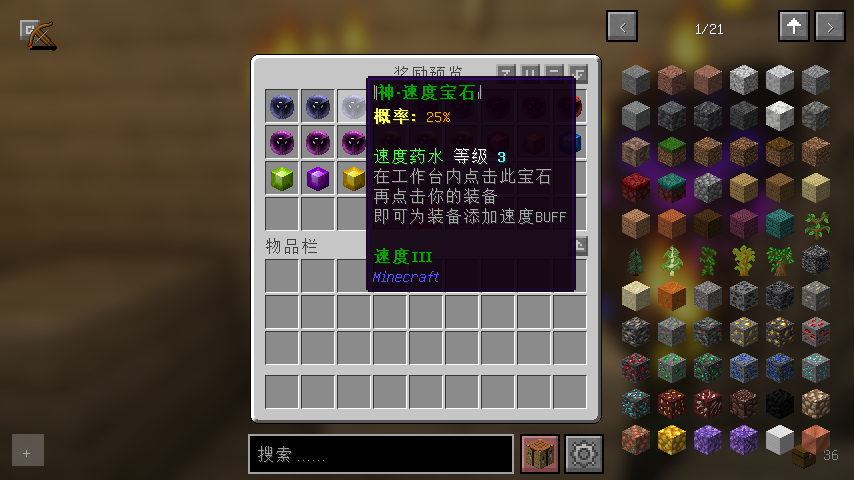 1/21
奖励预览
神-速度宝石
概率: 25%
速度药水 等级 3
在工作台内点击此宝石
再点击你的装备
即可为装备添加速度BUFF
速度III
Minecraft
物品栏
搜索 ......
36